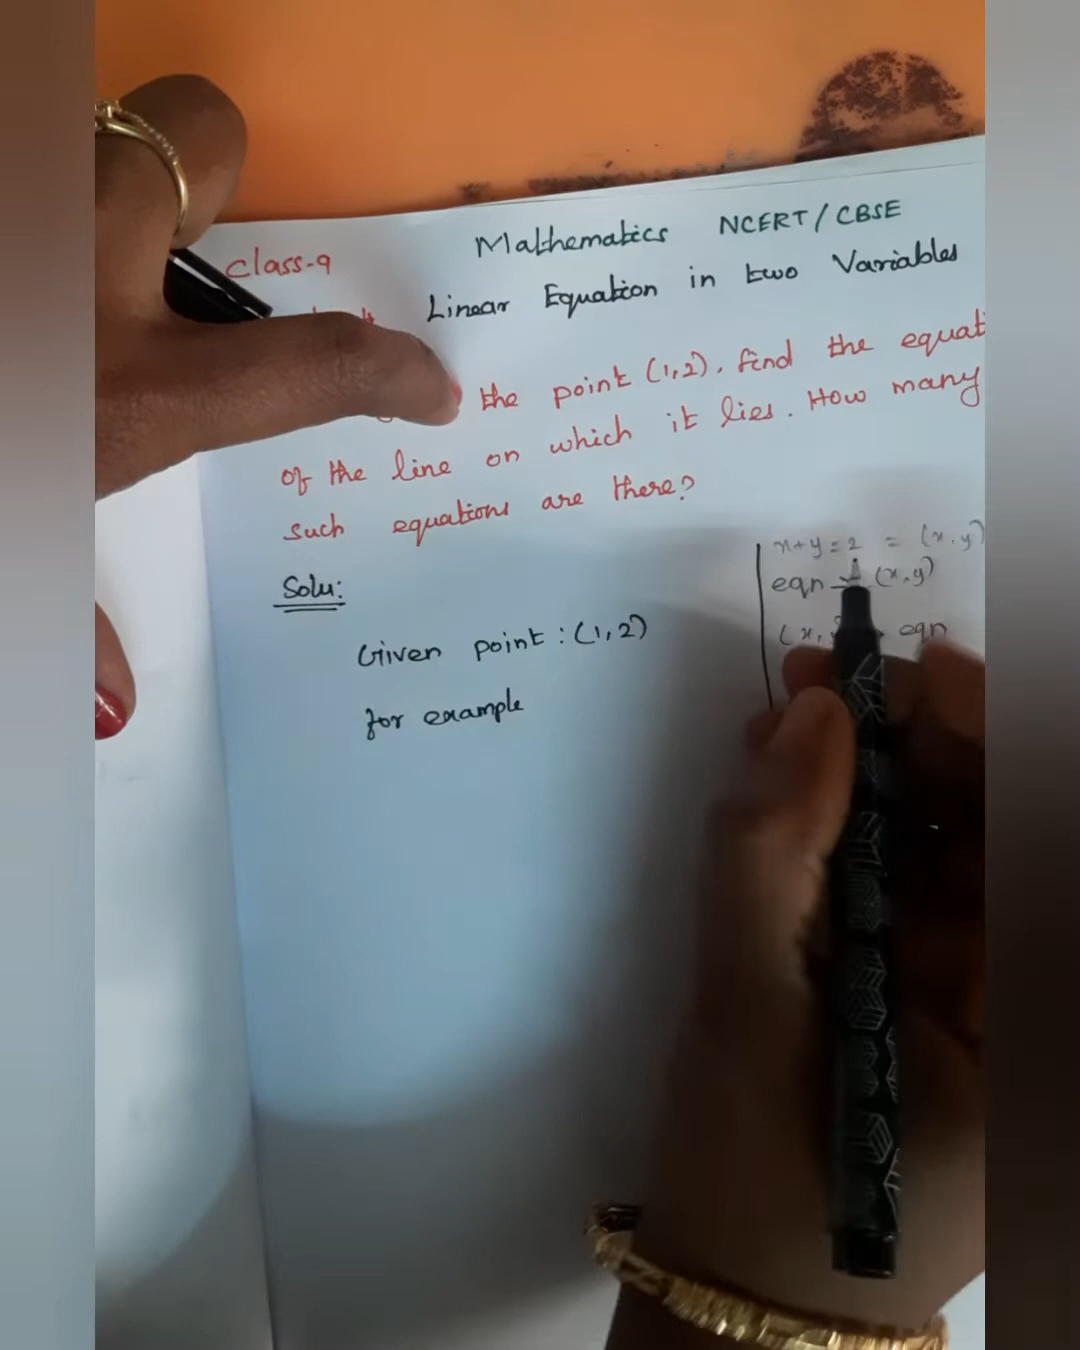 Class-9
Mathematics NCERT/CBSE
Linear Equation in two Variables
the point (1,2), find the equat
of the line on which it lies. How many
Such equations are there?
Solu:
Given point : (1,2)
for example
x+y=2 = (x,y)
eqn (x,y)
(x, eqn